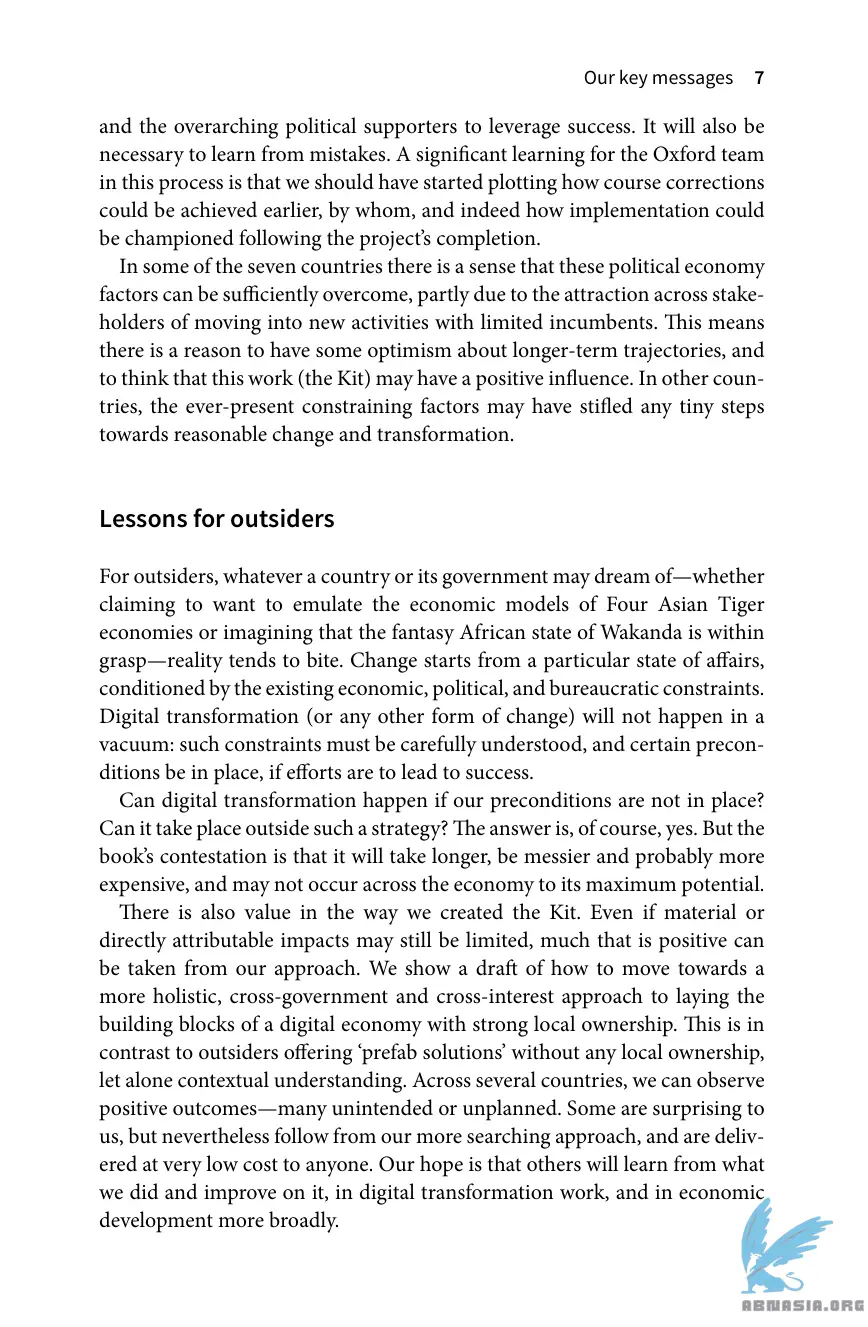 Our key messages 7
and the overarching political supporters to leverage success. It will also be
necessary to learn from mistakes. A significant learning for the Oxford team
in this process is that we should have started plotting how course corrections
could be achieved earlier, by whom, and indeed how implementation could
be championed following the project's completion.
In some of the seven countries there is a sense that these political economy
factors can be sufficiently overcome, partly due to the attraction across stake-
holders of moving into new activities with limited incumbents. This means
there is a reason to have some optimism about longer-term trajectories, and
to think that this work (the Kit) may have a positive influence. In other coun-
tries, the ever-present constraining factors may have stifled any tiny steps
towards reasonable change and transformation.
Lessons for outsiders
For outsiders, whatever a country or its government may dream of—whether
claiming to want to emulate the economic models of Four Asian Tiger
economies or imagining that the fantasy African state of Wakanda is within
grasp—reality tends to bite. Change starts from a particular state of affairs,
conditioned by the existing economic, political, and bureaucratic constraints.
Digital transformation (or any other form of change) will not happen in a
vacuum: such constraints must be carefully understood, and certain precon-
ditions be in place, if efforts are to lead to success.
Can digital transformation happen if our preconditions are not in place?
Can it take place outside such a strategy? The answer is, of course, yes. But the
book's contestation is that it will take longer, be messier and probably more
expensive, and may not occur across the economy to its maximum potential.
There is also value in the way we created the Kit. Even if material or
directly attributable impacts may still be limited, much that is positive can
be taken from our approach. We show a draft of how to move towards a
more holistic, cross-government and cross-interest approach to laying the
building blocks of a digital economy with strong local ownership. This is in
contrast to outsiders offering ‘prefab solutions’ without any local ownership,
let alone contextual understanding. Across several countries, we can observe
positive outcomes—many unintended or unplanned. Some are surprising to
us, but nevertheless follow from our more searching approach, and are deliv-
ered at very low cost to anyone. Our hope is that others will learn from what
we did and improve on it, in digital transformation work, and in economic
development more broadly.
ABNASIA.ORG